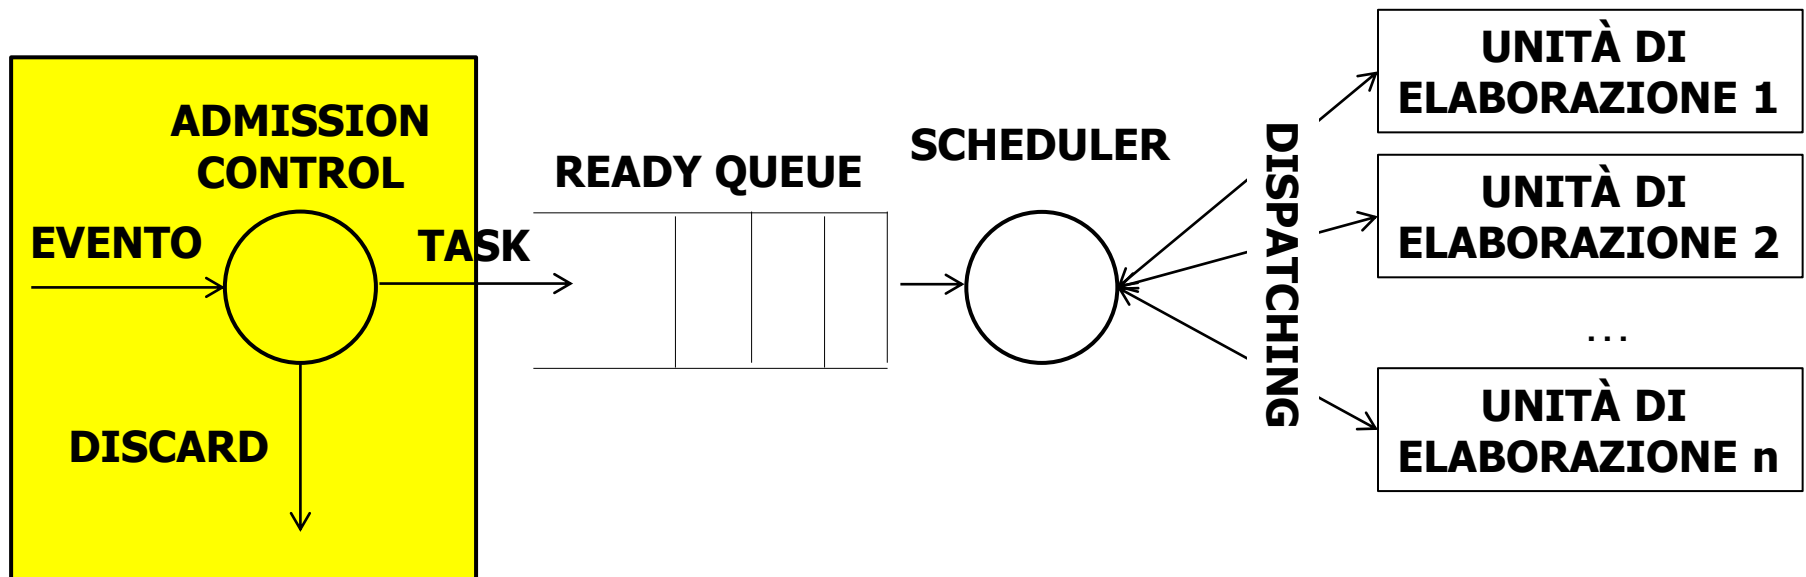 ADMISSION
CONTROL
EVENTO
TASK
DISCARD
READY QUEUE
SCHEDULER
DISPATCHING
UNITÀ DI
ELABORAZIONE 1
UNITÀ DI
ELABORAZIONE 2
...
UNITÀ DI
ELABORAZIONE n